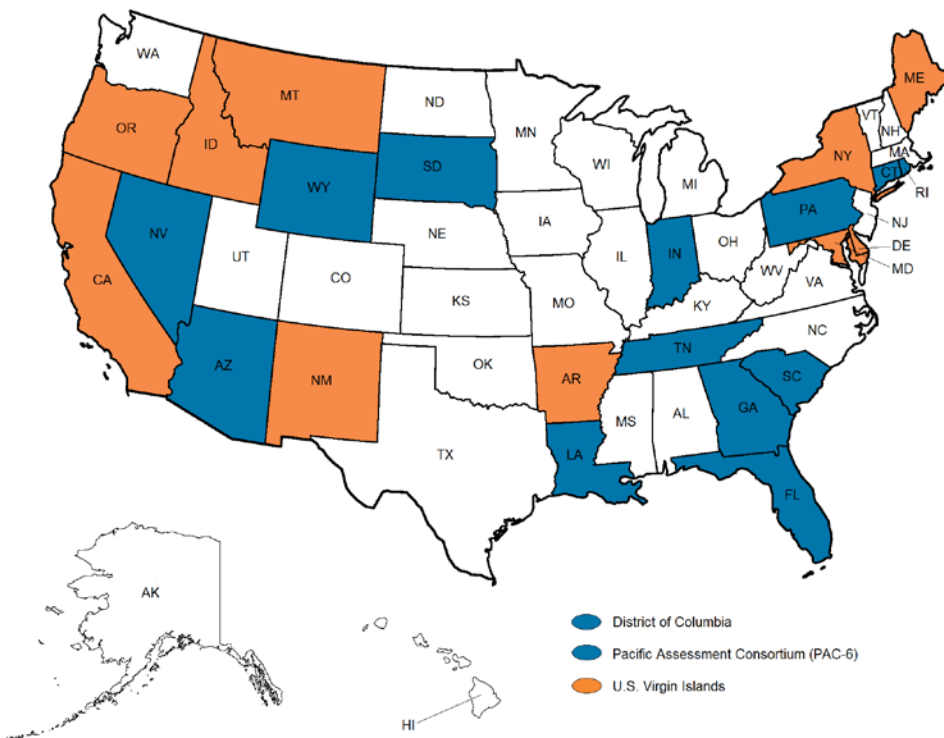 WA
MT
ND
MN
ME
VT
NH
OR
ID
WY
SD
WI
MI
NY
MA
CT
RI
NV
UT
CO
NE
IA
IL
IN
OH
PA
NJ
DE
MD
WV
VA
CA
KS
MO
KY
NC
AZ
NM
OK
AR
TN
SC
TX
LA
MS
AL
GA
FL
AK
HI
District of Columbia
Pacific Assessment Consortium (PAC-6)
U.S. Virgin Islands